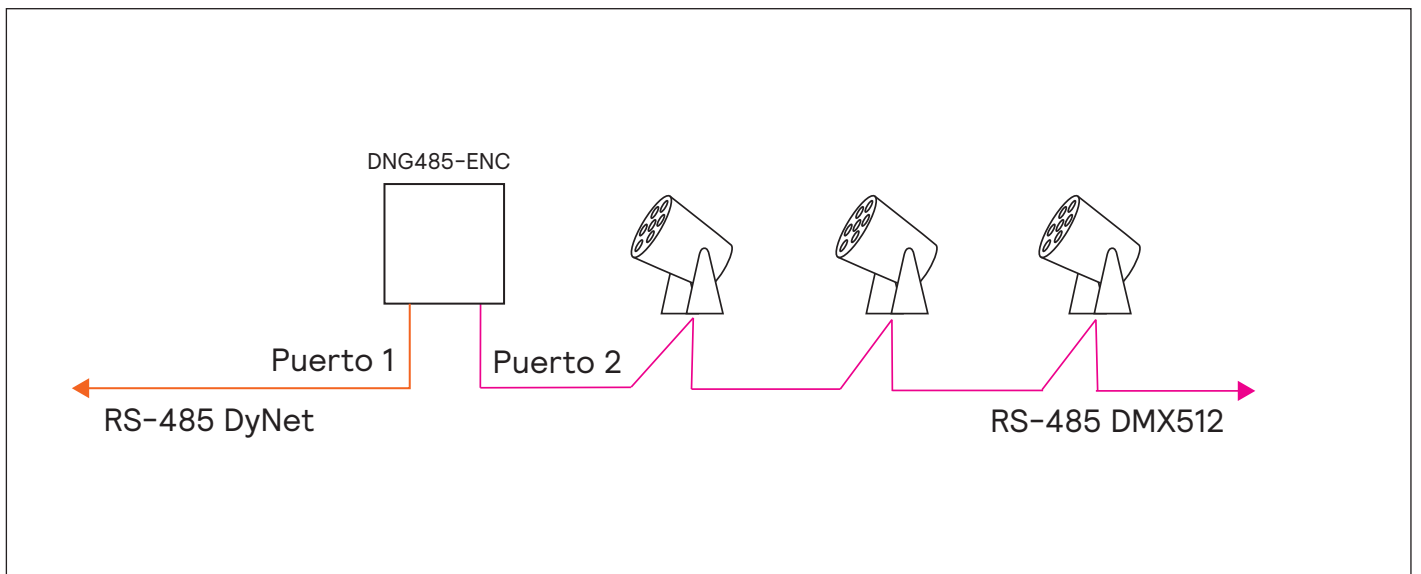 DNG485-ENC
Puerto 1
Puerto 2
RS-485 DyNet
RS-485 DMX512